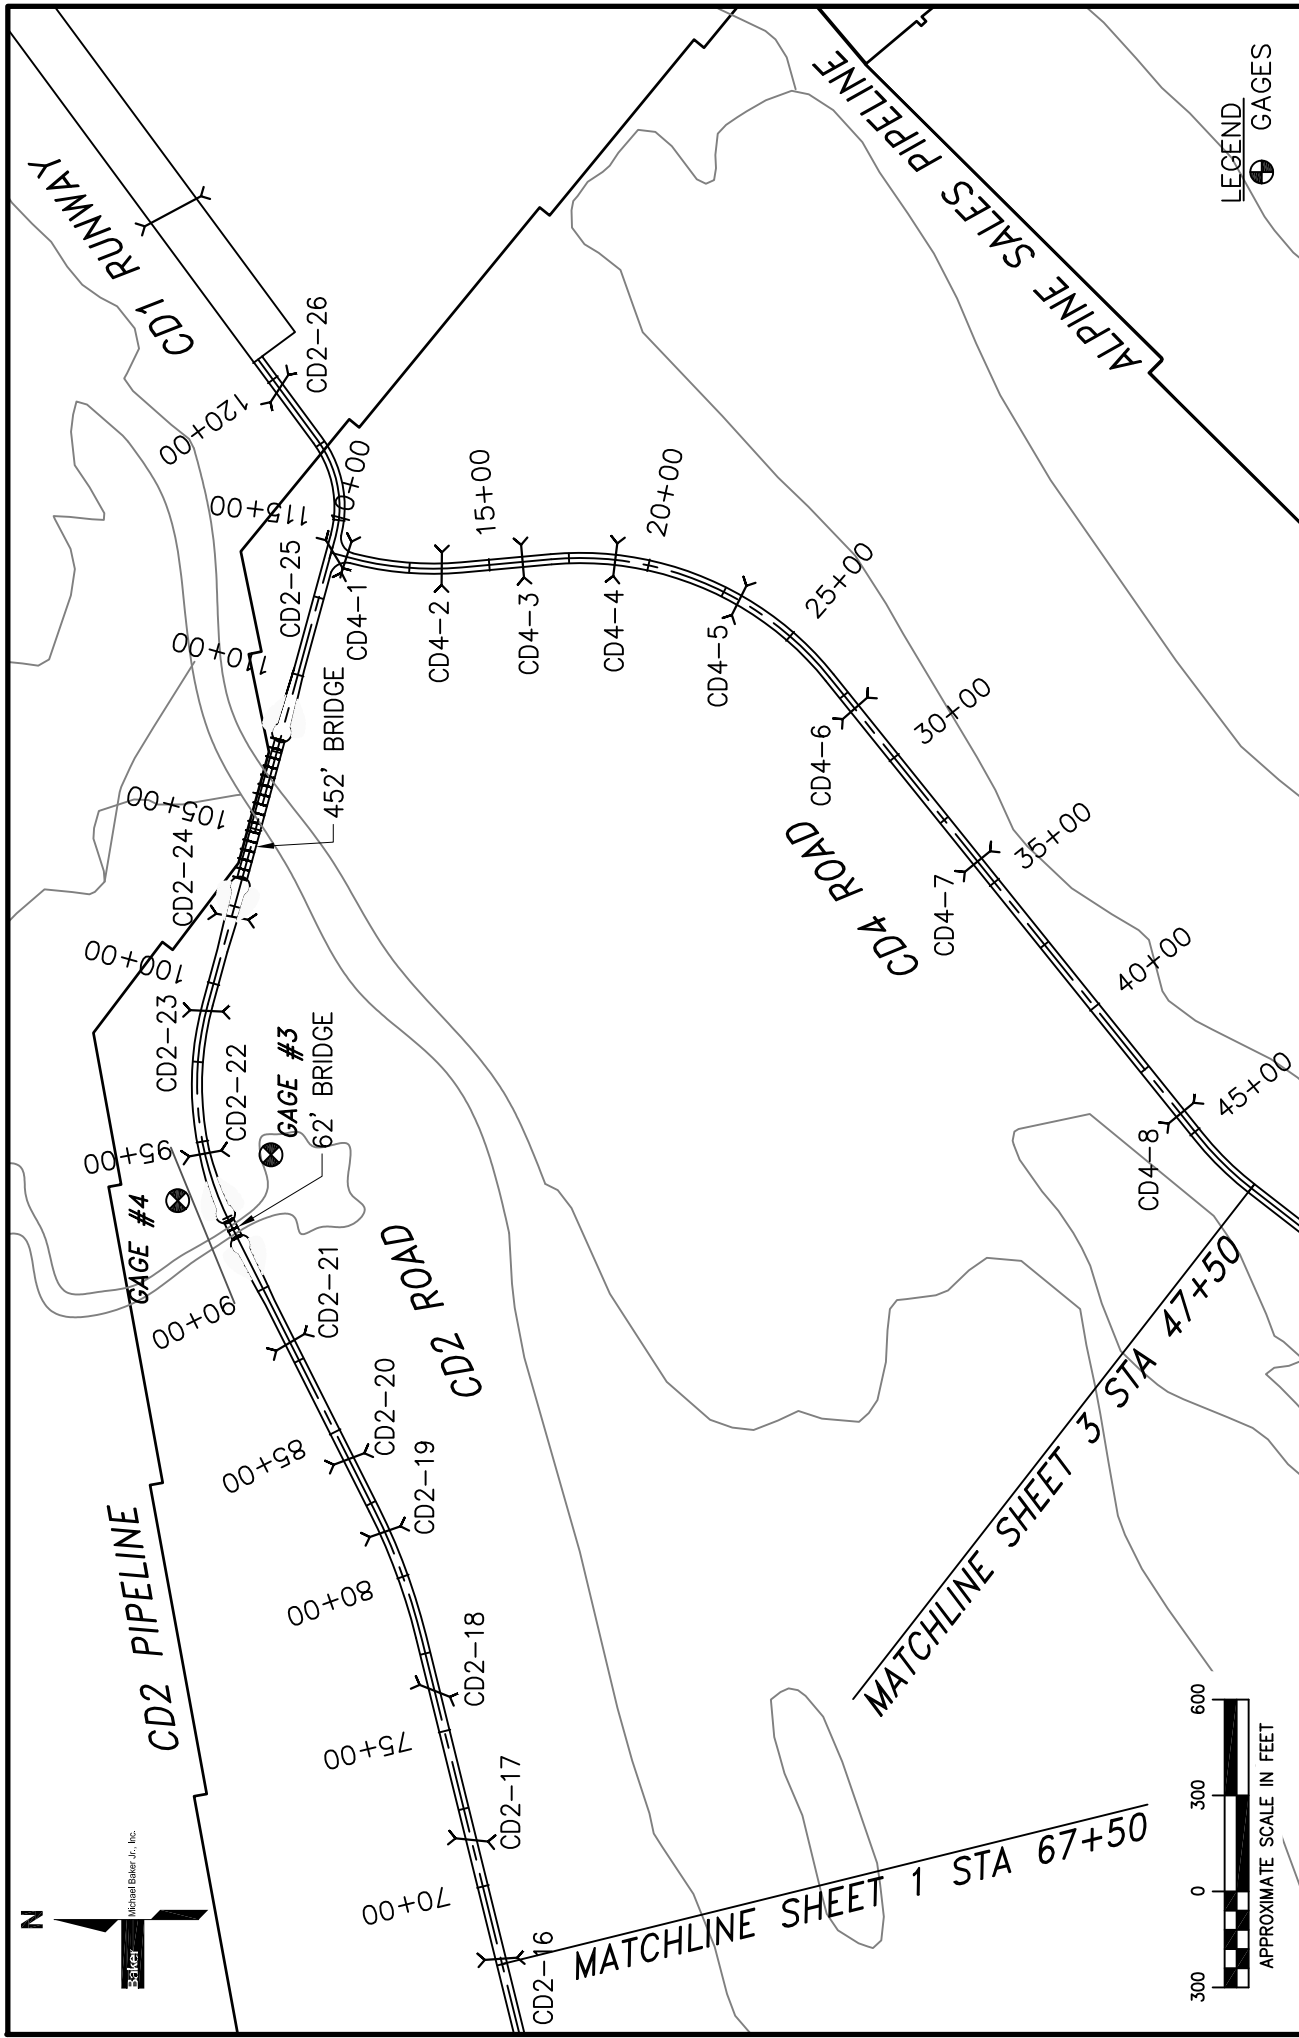 N
Baker
Michael Baker Jr., Inc.
CD2 PIPELINE
CD1 RUNWAY
ALPINE SALES PIPELINE
CD2 ROAD
CD4 ROAD
GAGE #4
GAGE #3
62' BRIDGE
452' BRIDGE
CD2-16
CD2-17
CD2-18
CD2-19
CD2-20
CD2-21
CD2-22
CD2-23
CD2-24
CD2-25
CD2-26
70+00
75+00
80+00
85+00
90+00
95+00
100+00
105+00
110+00
115+00
120+00
CD4-1
CD4-2
CD4-3
CD4-4
CD4-5
CD4-6
CD4-7
CD4-8
10+00
15+00
20+00
25+00
30+00
35+00
40+00
45+00
MATCHLINE SHEET 1 STA 67+50
MATCHLINE SHEET 3 STA 47+50
300 0 300 600
APPROXIMATE SCALE IN FEET
LEGEND
GAGES